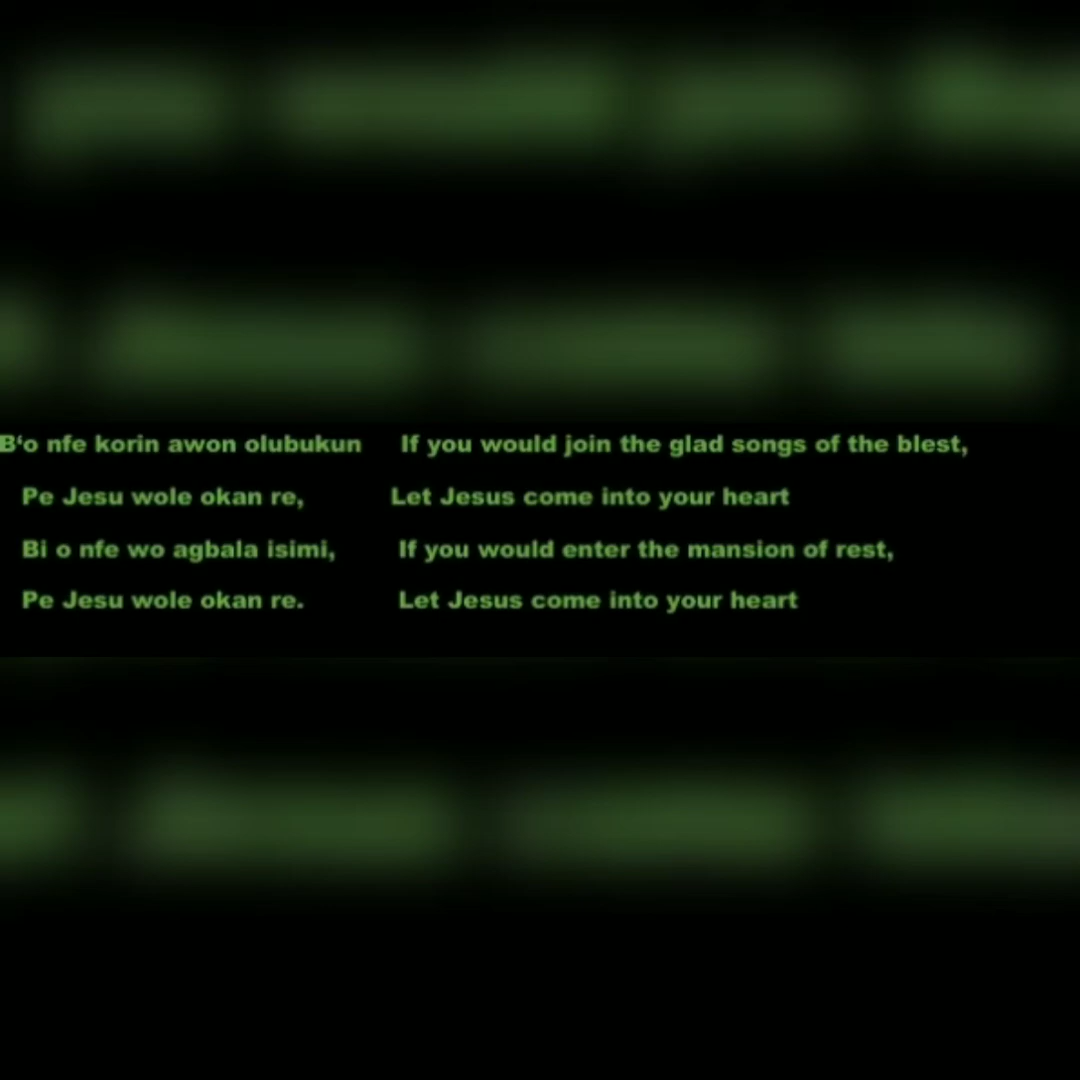 B‘o nfe korin awon olubukun If you would join the glad songs of the blest,
Pe Jesu wole okan re, Let Jesus come into your heart
Bi o nfe wo agbala isimi, If you would enter the mansion of rest,
Pe Jesu wole okan re. Let Jesus come into your heart